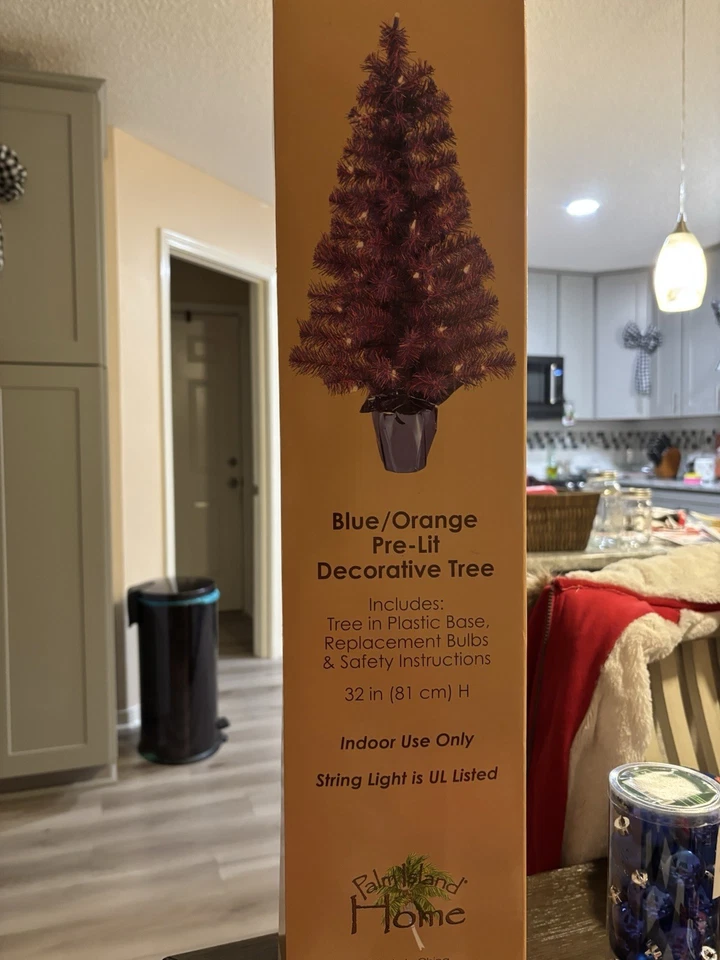 Blue/Orange
Pre-Lit
Decorative Tree
Includes:
Tree in Plastic Base,
Replacement Bulbs
& Safety Instructions
32 in (81 cm) H
Indoor Use Only
String Light is UL Listed
Palm Island®
Home